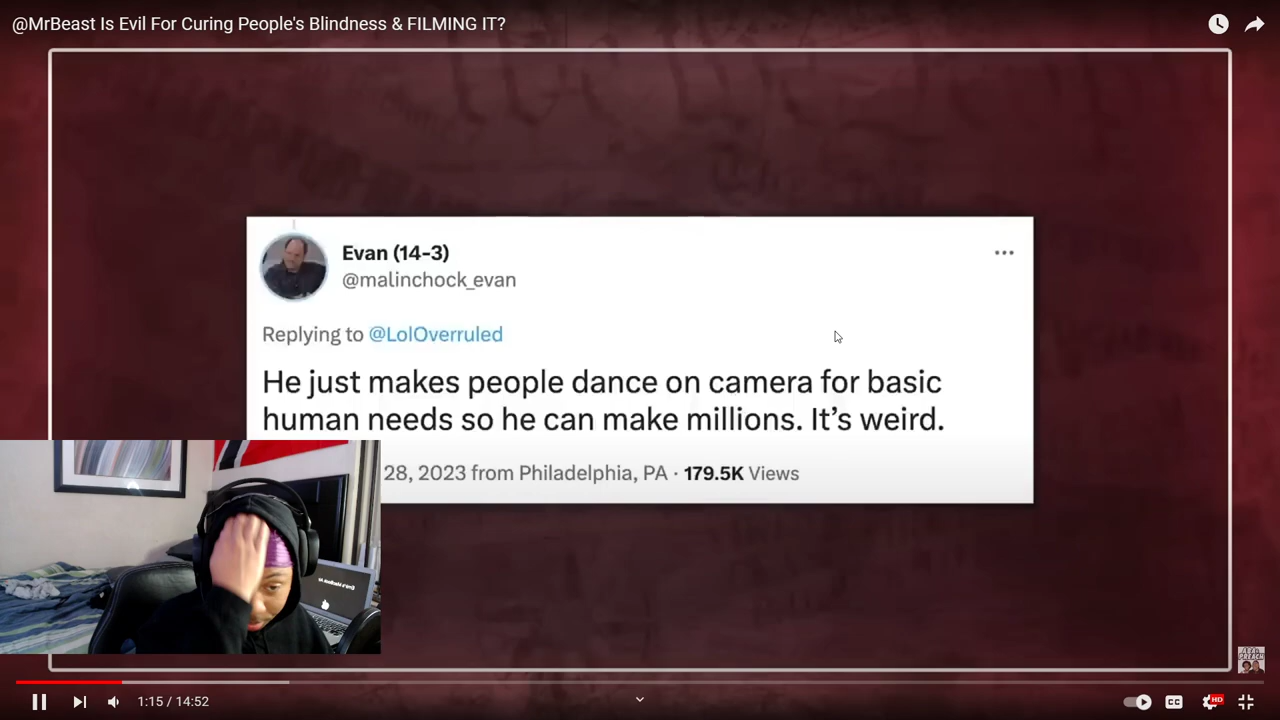 @MrBeast Is Evil For Curing People's Blindness & FILMING IT?
Evan (14-3)
@malinchock_evan
Replying to @LolOverruled
He just makes people dance on camera for basic
human needs so he can make millions. It’s weird.
28, 2023 from Philadelphia, PA · 179.5K Views
1:15 / 14:52
CC
HD